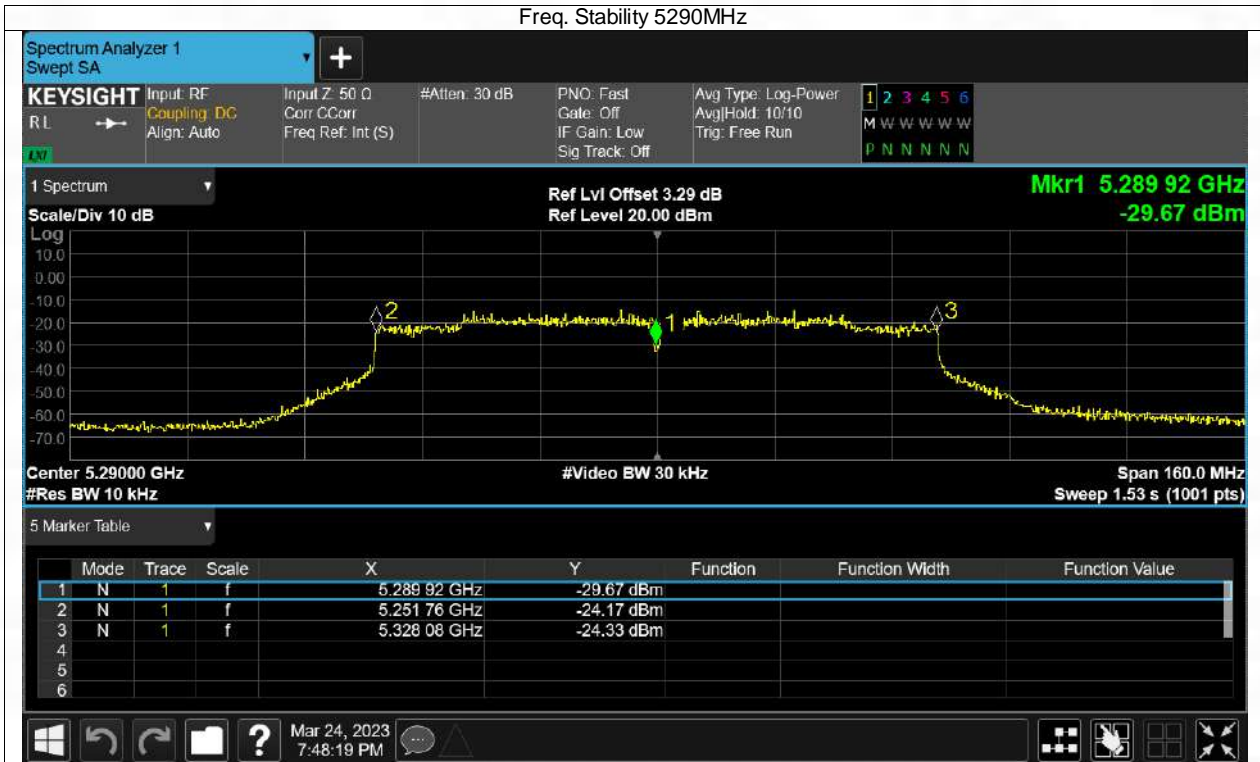 Freq. Stability 5290MHz
Spectrum Analyzer 1
Swept SA
+
KEYSIGHT
RL
LXI
Input: RF
Coupling: DC
Align: Auto
Input Z: 50 Ω
Corr CCorr
Freq Ref: Int (S)
#Atten: 30 dB
PNO: Fast
Gate: Off
IF Gain: Low
Sig Track: Off
Avg Type: Log-Power
Avg|Hold: 10/10
Trig: Free Run
1 2 3 4 5 6
M W W W W W
P N N N N N
1 Spectrum
Scale/Div 10 dB
Ref Lvl Offset 3.29 dB
Ref Level 20.00 dBm
Mkr1 5.289 92 GHz
-29.67 dBm
Log
10.0
0.00
-10.0
-20.0
-30.0
-40.0
-50.0
-60.0
-70.0
2
1
3
Center 5.29000 GHz
#Video BW 30 kHz
Span 160.0 MHz
#Res BW 10 kHz
Sweep 1.53 s (1001 pts)
5 Marker Table
Mode Trace Scale X Y Function Function Width Function Value
1 N 1 f 5.289 92 GHz -29.67 dBm
2 N 1 f 5.251 76 GHz -24.17 dBm
3 N 1 f 5.328 08 GHz -24.33 dBm
4
5
6
?
Mar 24, 2023
7:48:19 PM